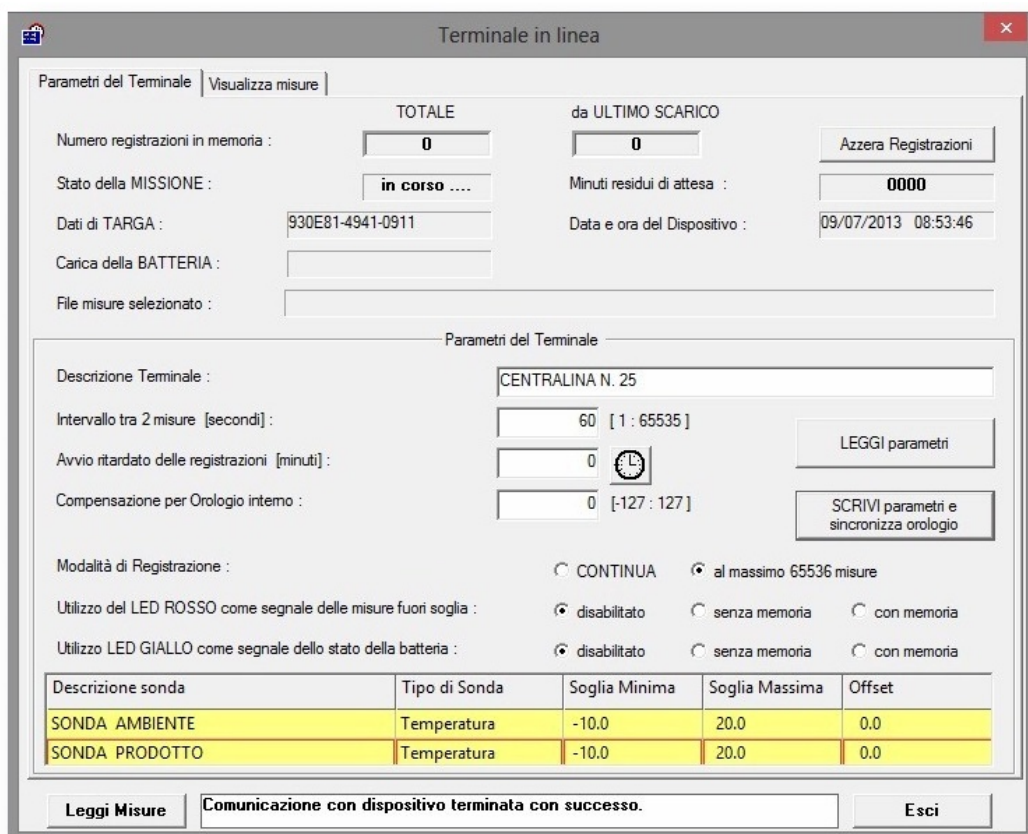 Terminale in linea
Parametri del Terminale Visualizza misure
TOTALE da ULTIMO SCARICO
Numero registrazioni in memoria : 0 0 Azzera Registrazioni
Stato della MISSIONE : in corso .... Minuti residui di attesa : 0000
Dati di TARGA : 930E81-4941-0911 Data e ora del Dispositivo : 09/07/2013 08:53:46
Carica della BATTERIA :
File misure selezionato :
Parametri del Terminale
Descrizione Terminale : CENTRALINA N. 25
Intervallo tra 2 misure [secondi] : 60 [ 1 : 65535 ]
LEGGI parametri
Avvio ritardato delle registrazioni [minuti] : 0
Compensazione per Orologio interno : 0 [-127 : 127 ]
SCRIVI parametri e
sincronizza orologio
Modalità di Registrazione : CONTINUA al massimo 65536 misure
Utilizzo del LED ROSSO come segnale delle misure fuori soglia : disabilitato senza memoria con memoria
Utilizzo LED GIALLO come segnale dello stato della batteria : disabilitato senza memoria con memoria
Descrizione sonda Tipo di Sonda Soglia Minima Soglia Massima Offset
SONDA AMBIENTE Temperatura -10.0 20.0 0.0
SONDA PRODOTTO Temperatura -10.0 20.0 0.0
Leggi Misure Comunicazione con dispositivo terminata con successo. Esci